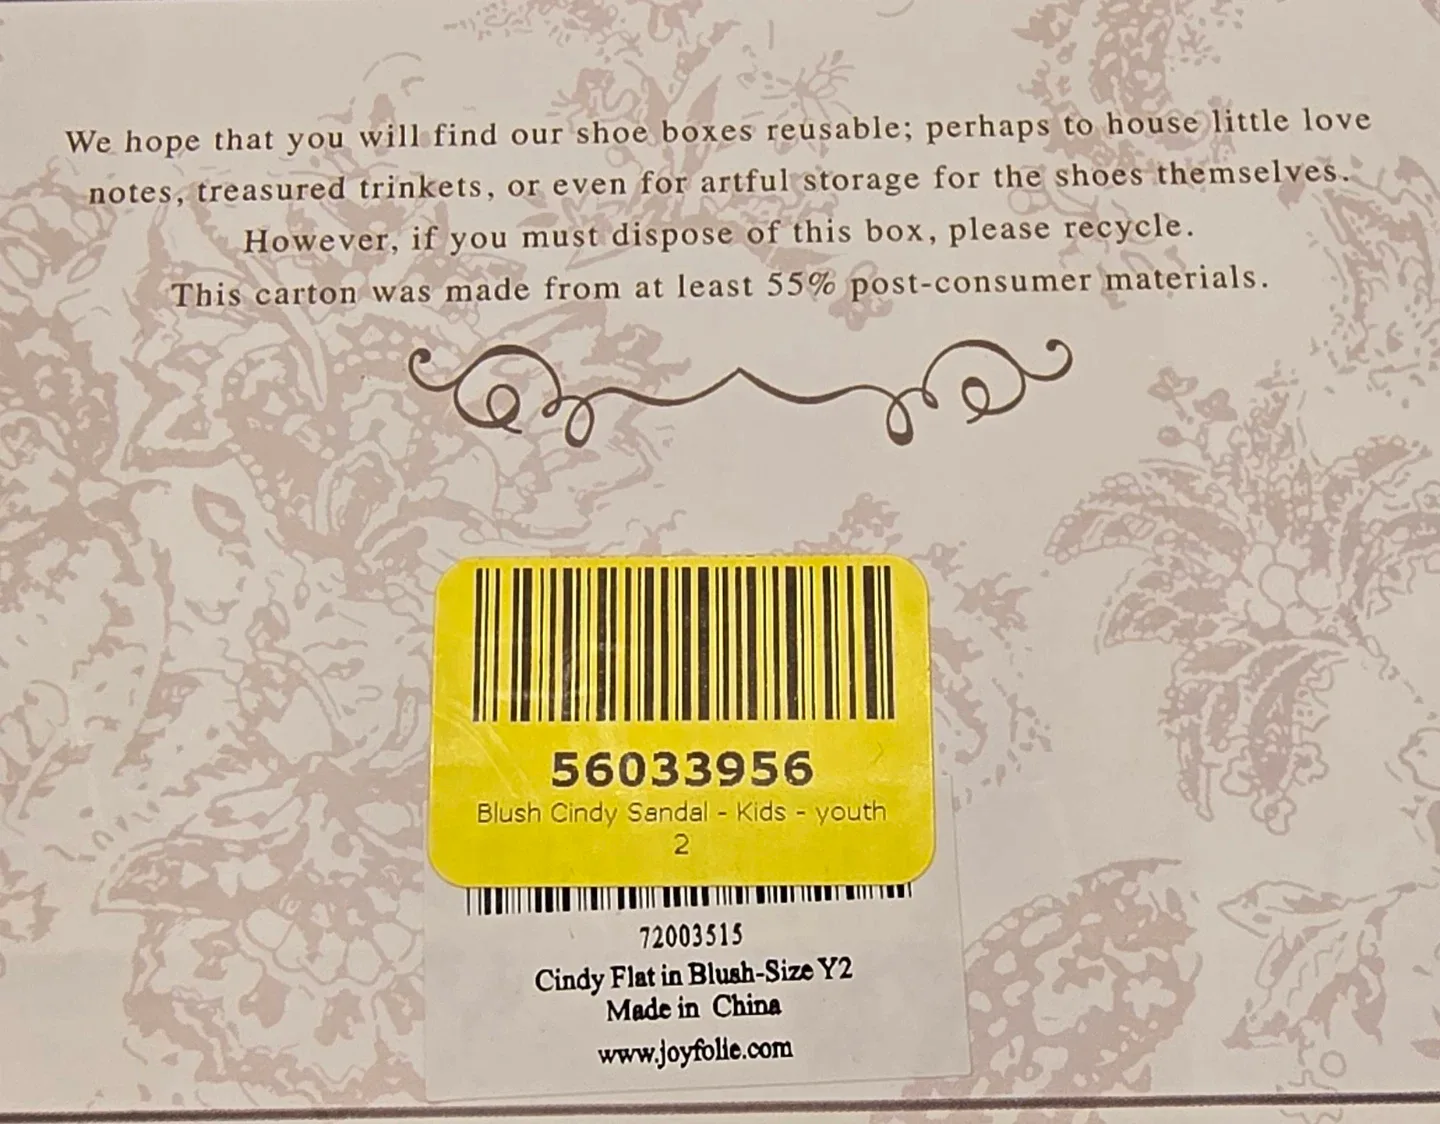 We hope that you will find our shoe boxes reusable; perhaps to house little love
notes, treasured trinkets, or even for artful storage for the shoes themselves.
However, if you must dispose of this box, please recycle.
This carton was made from at least 55% post-consumer materials.
56033956
Blush Cindy Sandal - Kids - youth
2
72003515
Cindy Flat in Blush-Size Y2
Made in China
www.joyfolie.com